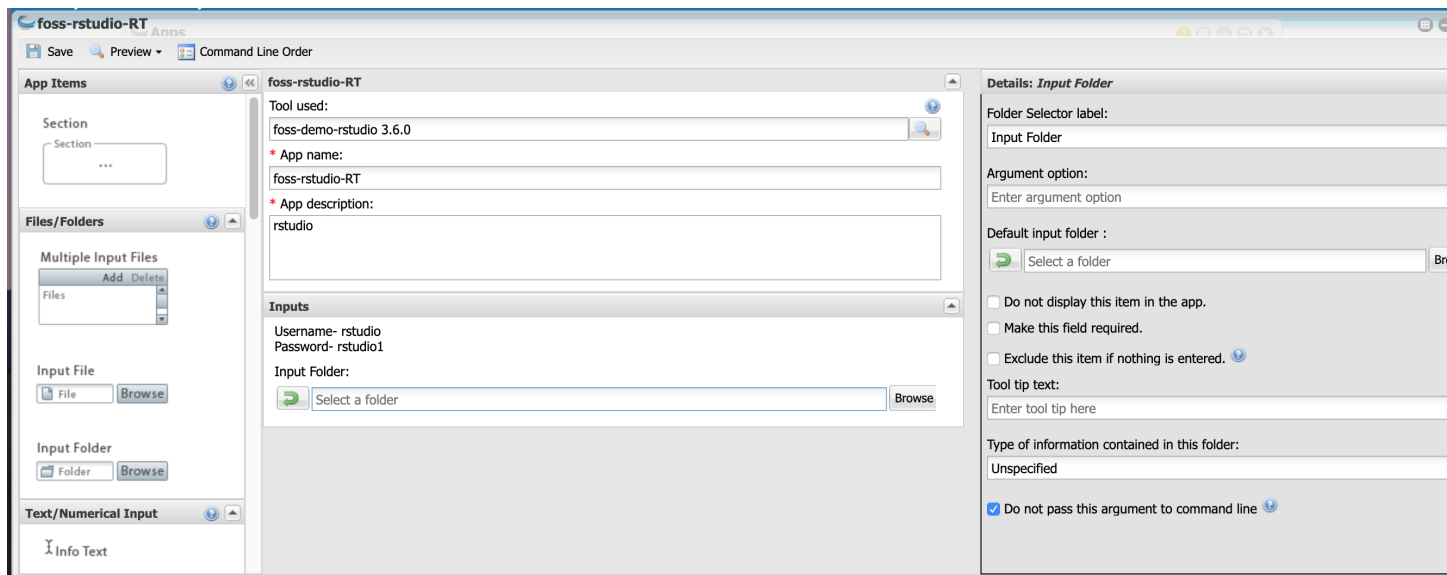 foss-rstudio-RT
Apps
Save Preview Command Line Order
App Items
Section
Section
...
Files/Folders
Multiple Input Files
Add Delete
Files
Input File
File Browse
Input Folder
Folder Browse
Text/Numerical Input
Info Text
foss-rstudio-RT
Tool used:
foss-demo-rstudio 3.6.0
* App name:
foss-rstudio-RT
* App description:
rstudio
Inputs
Username- rstudio
Password- rstudio1
Input Folder:
Select a folder Browse
Details: Input Folder
Folder Selector label:
Input Folder
Argument option:
Enter argument option
Default input folder :
Select a folder Bro
Do not display this item in the app.
Make this field required.
Exclude this item if nothing is entered.
Tool tip text:
Enter tool tip here
Type of information contained in this folder:
Unspecified
Do not pass this argument to command line